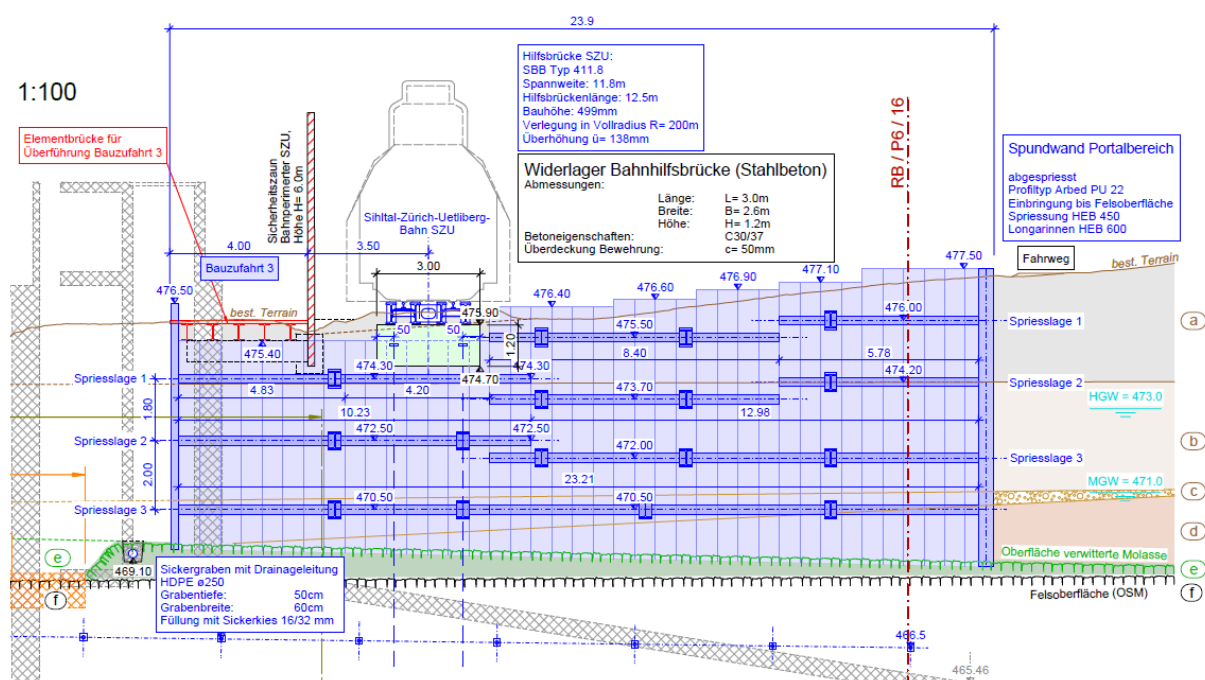 23.9
1:100
Hilfsbrücke SZU:
SBB Typ 411.8
Spannweite: 11.8m
Hilfsbrückenlänge: 12.5m
Bauhöhe: 499mm
Verlegung in Vollradius R= 200m
Überhöhung ü= 138mm
Elementbrücke für
Überführung Bauzufahrt 3
Sicherheitszaun
Bahnperimeter SZU,
Höhe H= 6.0m
Widerlager Bahnhilfsbrücke (Stahlbeton)
Abmessungen:
Länge: L= 3.0m
Breite: B= 2.6m
Höhe: H= 1.2m
Betoneigenschaften: C30/37
Überdeckung Bewehrung: c= 50mm
RB / P6 / 16
Spundwand Portalbereich
abgespriesst
Profiltyp Arbed PU 22
Einbringung bis Felsoberfläche
Spriessung HEB 450
Longarinnen HEB 600
Sihltal-Zürich-Uetliberg-
Bahn SZU
4.00
3.50
Bauzufahrt 3
3.00
476.50
best. Terrain
475.40
50
50
475.90
1.20
474.70
476.40
476.60
476.90
477.10
477.50
Fahrweg
best. Terrain
475.50
476.00
Spriesslage 1
a
8.40
5.78
Spriesslage 1
474.30
474.30
474.20
Spriesslage 2
4.83
4.20
473.70
HGW = 473.0
1.80
10.23
12.98
Spriesslage 2
472.50
472.50
b
472.00
Spriesslage 3
2.00
23.21
MGW = 471.0
c
Spriesslage 3
470.50
470.50
d
Oberfläche verwitterte Molasse
e
e
469.10
f
Felsoberfläche (OSM)
f
Sickergraben mit Drainageleitung
HDPE ø250
Grabentiefe: 50cm
Grabenbreite: 60cm
Füllung mit Sickerkies 16/32 mm
466.5
465.46